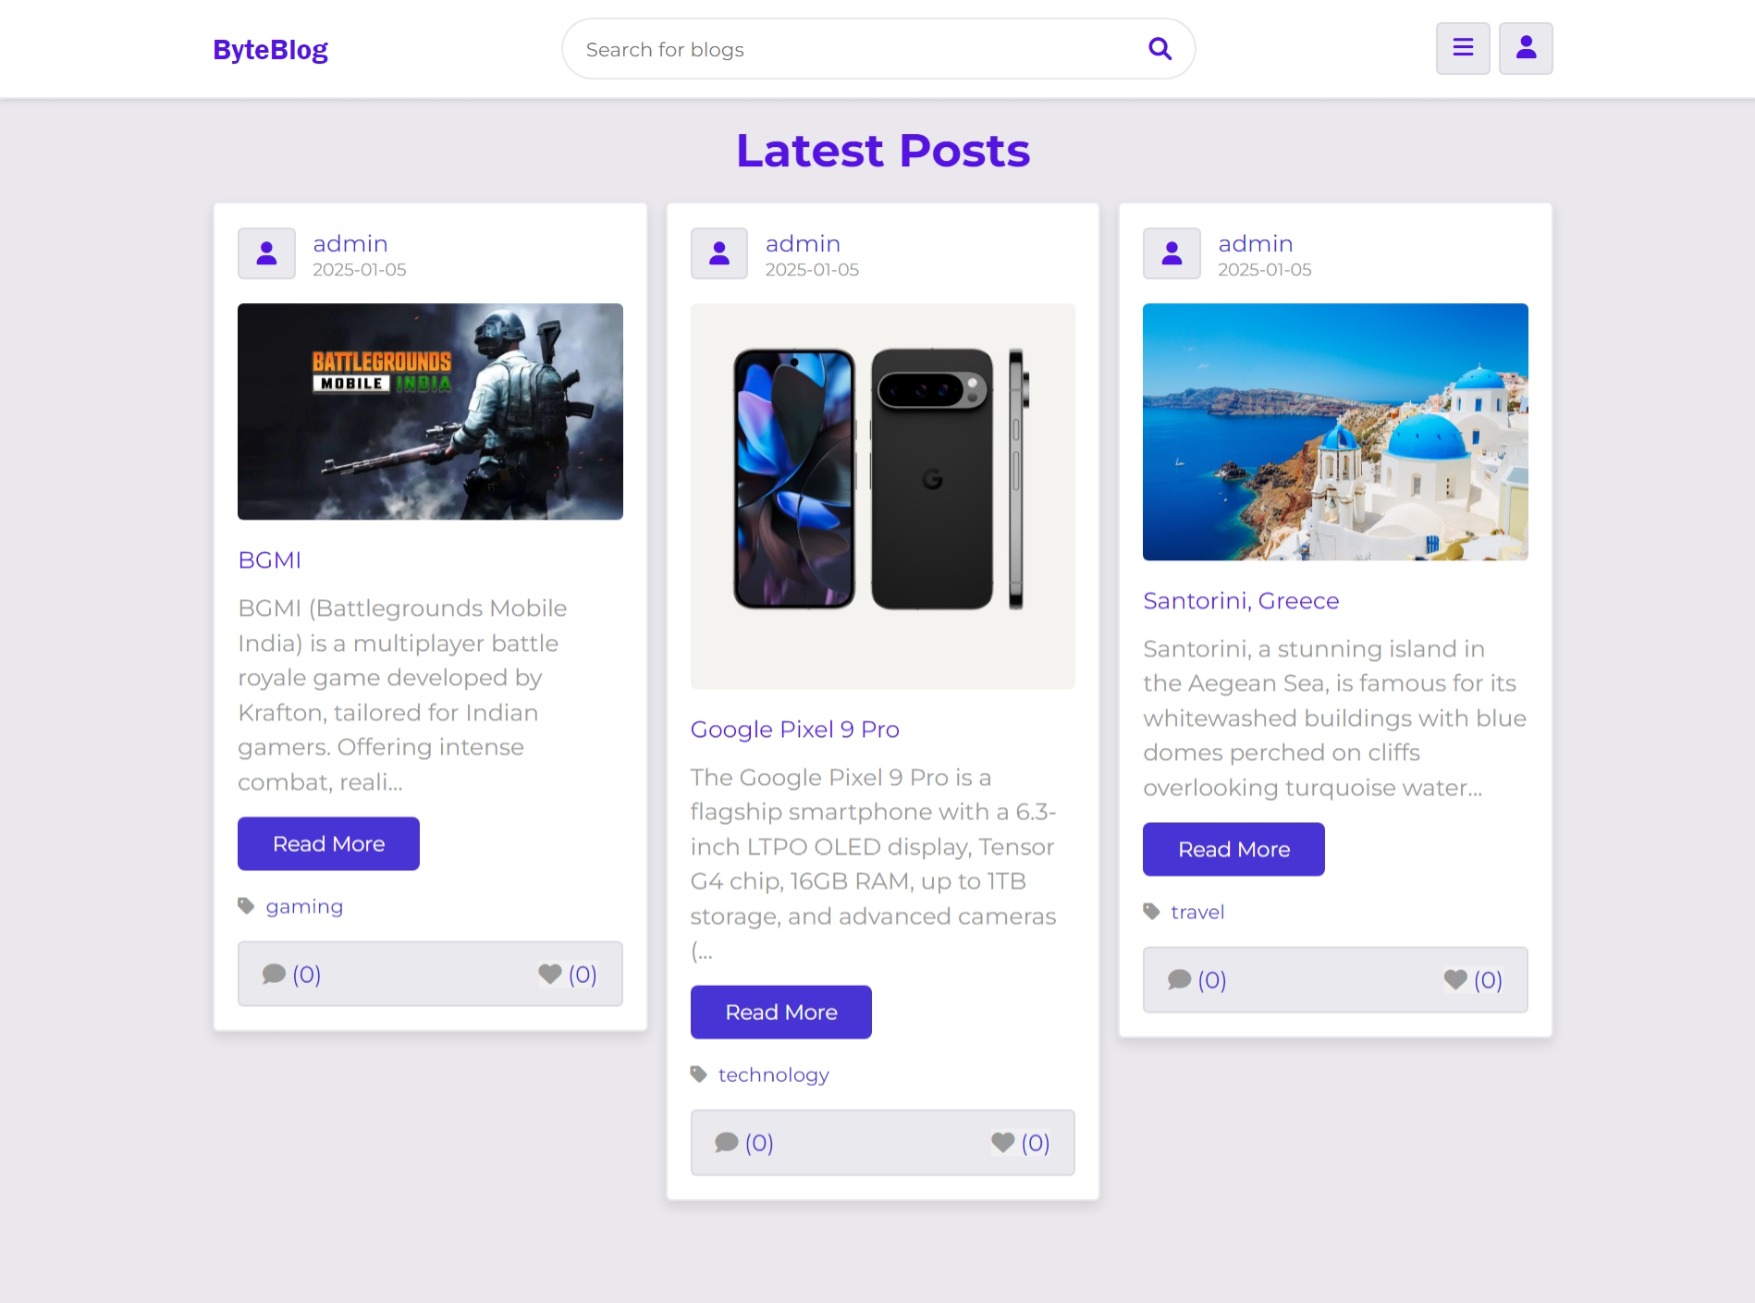 ByteBlog
Search for blogs
Latest Posts
admin
2025-01-05
BATTLEGROUNDS
MOBILE INDIA
BGMI
BGMI (Battlegrounds Mobile
India) is a multiplayer battle
royale game developed by
Krafton, tailored for Indian
gamers. Offering intense
combat, reali...
Read More
gaming
(0)
(0)
admin
2025-01-05
G
Google Pixel 9 Pro
The Google Pixel 9 Pro is a
flagship smartphone with a 6.3-
inch LTPO OLED display, Tensor
G4 chip, 16GB RAM, up to 1TB
storage, and advanced cameras
(...
Read More
technology
(0)
(0)
admin
2025-01-05
Santorini, Greece
Santorini, a stunning island in
the Aegean Sea, is famous for its
whitewashed buildings with blue
domes perched on cliffs
overlooking turquoise water...
Read More
travel
(0)
(0)